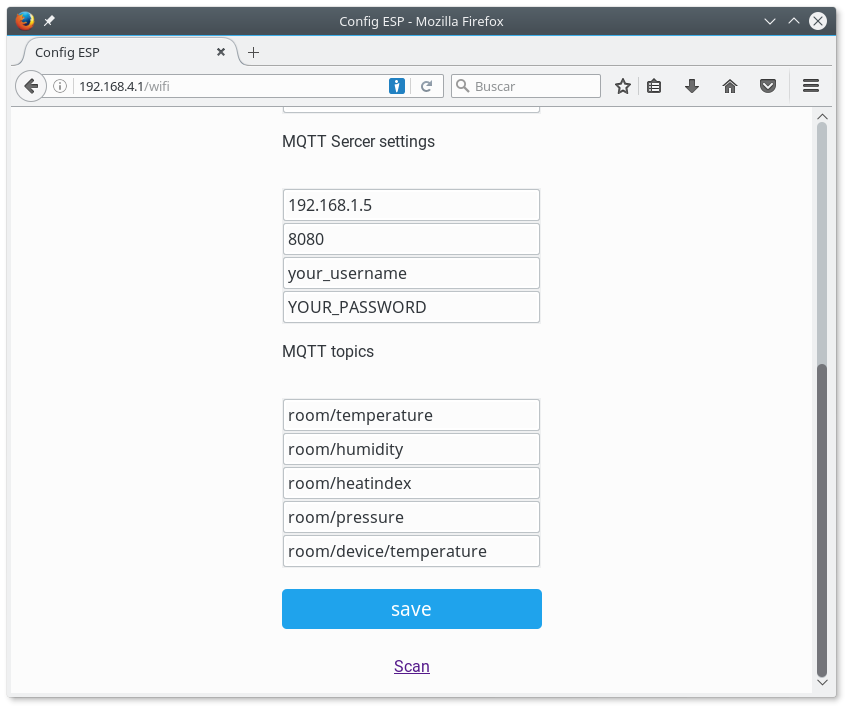 Config ESP - Mozilla Firefox
Config ESP
192.168.4.1/wifi
Buscar
MQTT Sercer settings
192.168.1.5
8080
your_username
YOUR_PASSWORD
MQTT topics
room/temperature
room/humidity
room/heatindex
room/pressure
room/device/temperature
save
Scan